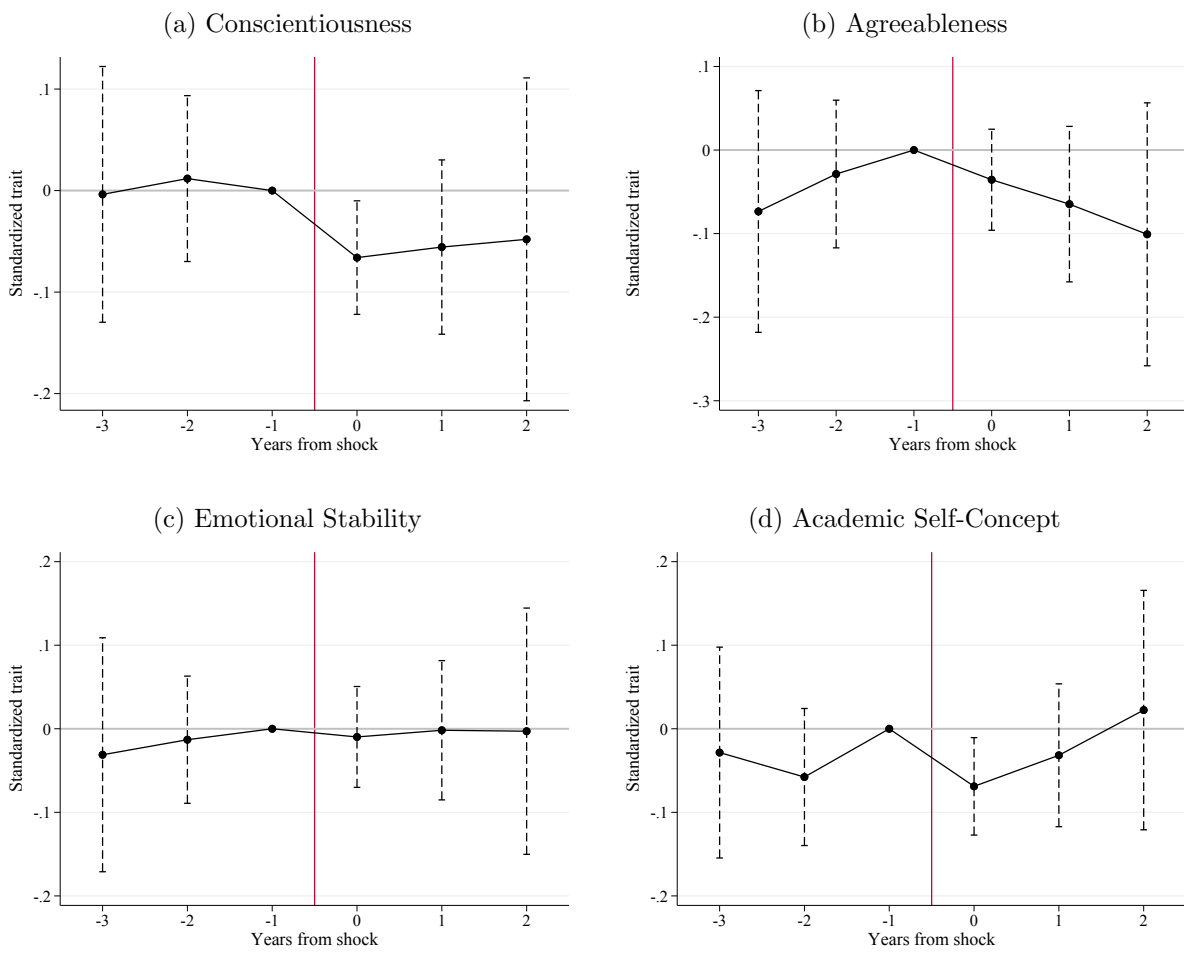 (a) Conscientiousness
.1
0
-.1
-.2
Standardized trait
-3 -2 -1 0 1 2
Years from shock
(b) Agreeableness
.1
0
-.1
-.2
-.3
Standardized trait
-3 -2 -1 0 1 2
Years from shock
(c) Emotional Stability
.2
.1
0
-.1
-.2
Standardized trait
-3 -2 -1 0 1 2
Years from shock
(d) Academic Self-Concept
.2
.1
0
-.1
-.2
Standardized trait
-3 -2 -1 0 1 2
Years from shock